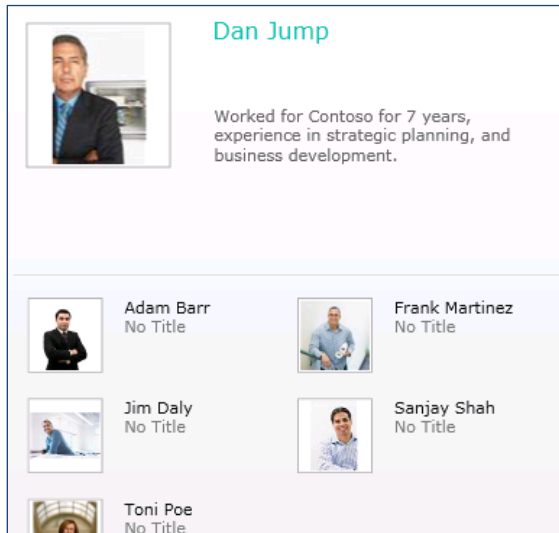 Dan Jump
Worked for Contoso for 7 years,
experience in strategic planning, and
business development.
Adam Barr
No Title
Frank Martinez
No Title
Jim Daly
No Title
Sanjay Shah
No Title
Toni Poe
No Title